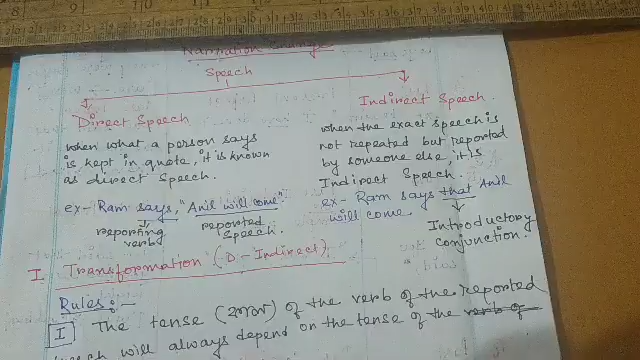 Narration Change
Speech
Direct Speech
when what a person says
is kept in quote, it is known
as direct speech.
ex- Ram says, "Anil will come".
reporting
verb
reported
speech.
Indirect Speech.
when the exact speech is
not repeated but reported
by someone else, it is
Indirect Speech.
ex- Ram says that Anil
will come.
Introductory
conjunction.
I. Transformation (D - Indirect)
Rules:-
I The tense (काल) of the verb of the reported
speech will always depend on the tense of the verb of